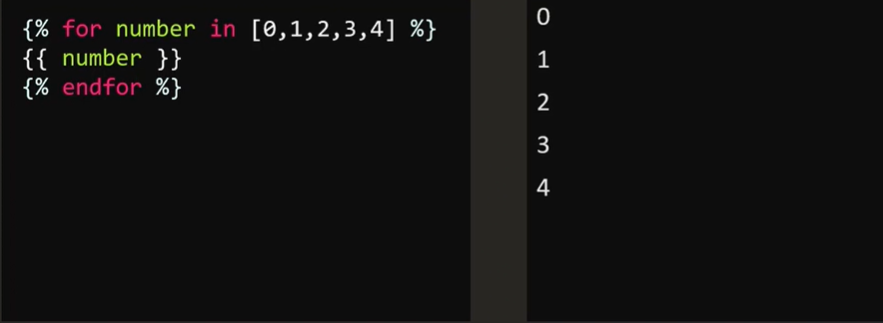 {% for number in [0,1,2,3,4] %}
{{ number }}
{% endfor %}
0
1
2
3
4